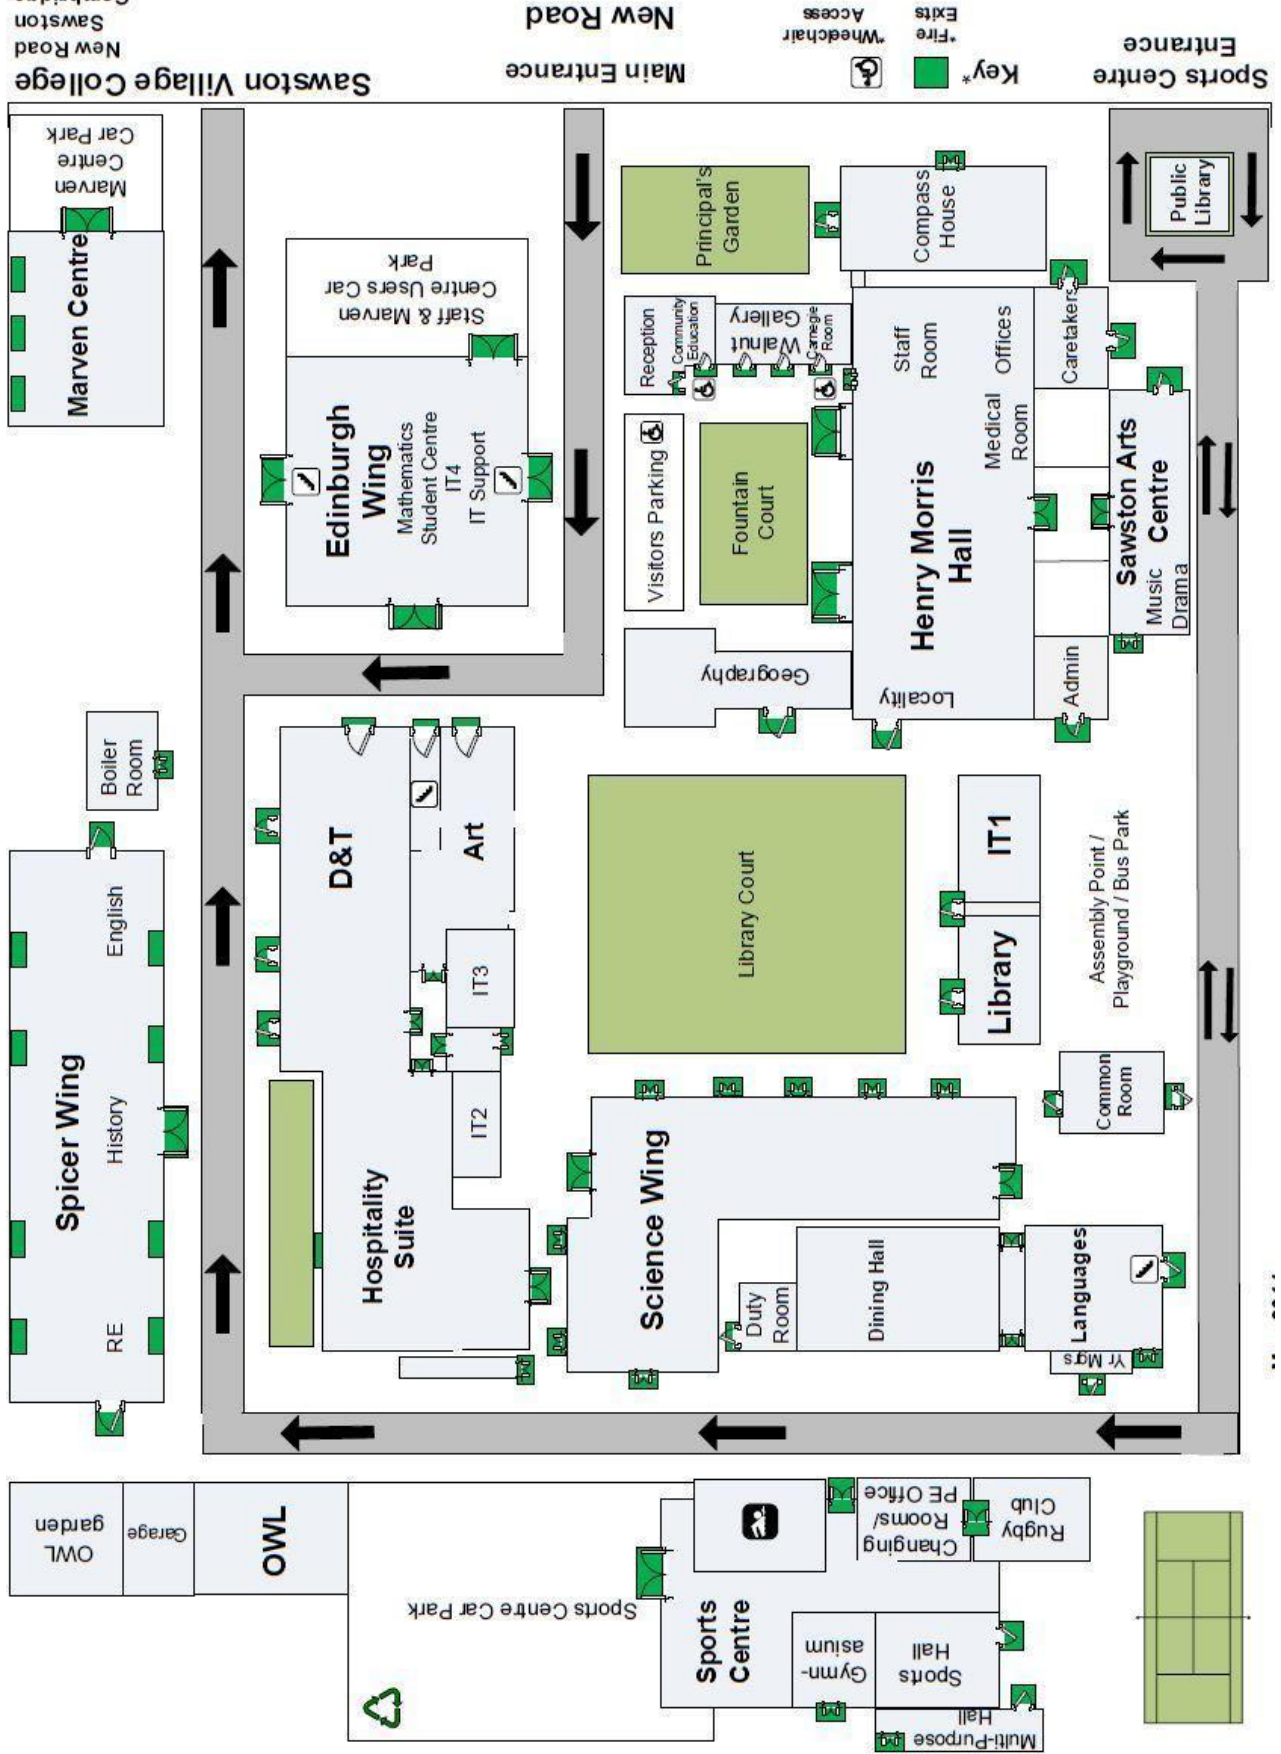 Sawston Village College
New Road
Sawston
Main Entrance
New Road
*Wheelchair
Access
Key*
*Fire
Exits
Sports Centre
Entrance
Marven
Centre
Car Park
Marven Centre
Staff & Marven
Centre Users Car
Park
Edinburgh
Wing
Mathematics
Student Centre
IT4
IT Support
Principal's
Garden
Compass
House
Public
Library
Reception
Community
Education
Walnut
Gallery
Carnegie
Room
Staff
Room
Offices
Caretakers
Visitors Parking
Fountain
Court
Henry Morris
Hall
Medical
Room
Sawston Arts
Centre
Music
Drama
Geography
Locality
Admin
Boiler
Room
Spicer Wing
English
History
RE
D&T
Art
IT3
IT2
Hospitality
Suite
Library Court
IT1
Library
Assembly Point /
Playground / Bus Park
Common
Room
Science Wing
Duty
Room
Dining Hall
Languages
Yr Mgrs
OWL
garden
Garage
OWL
Sports Centre Car Park
Sports
Centre
Gymn-
asium
Sports
Hall
Multi-Purpose
Hall
Changing
Rooms/
PE Office
Rugby
Club